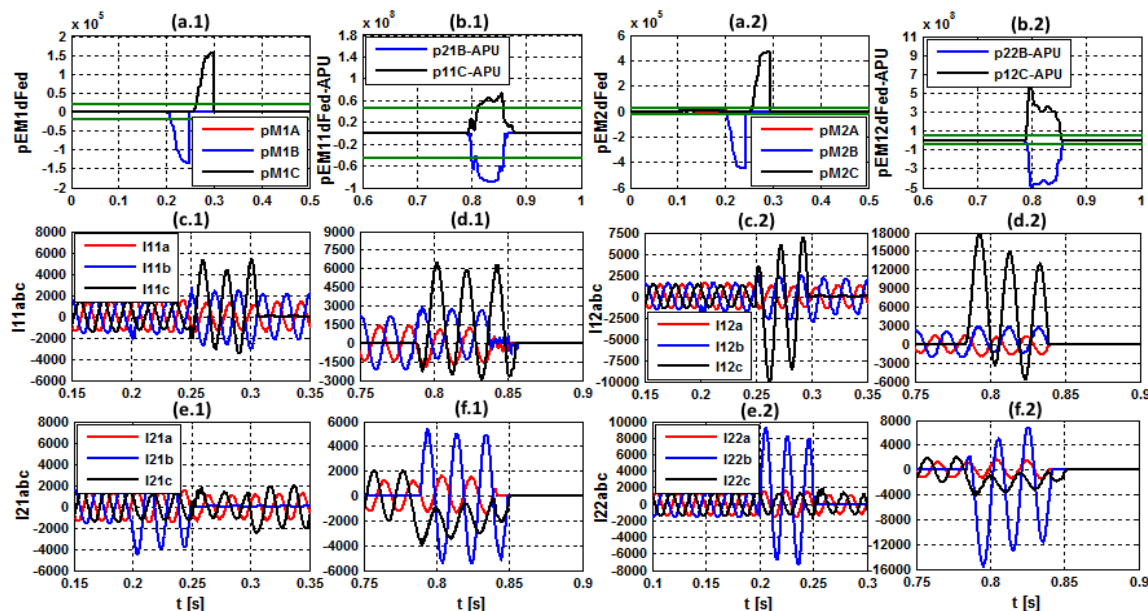 x 10^5 (a.1)
pEM1dFed
2
1.5
1
0.5
0
-0.5
-1
-1.5
-2
pM1A
pM1B
pM1C
0 0.1 0.2 0.3 0.4 0.5
x 10^8 (b.1)
pEM11dFed-APU
1.8
1.4
1
0.6
0.2
-0.2
-0.6
-1
p21B-APU
p11C-APU
0 0.2 0.4 0.6 0.8 1
x 10^5 (a.2)
pEM2dFed
6
4
2
0
-2
-4
-6
pM2A
pM2B
pM2C
0 0.1 0.2 0.3 0.4 0.5
x 10^8 (b.2)
pEM12dFed-APU
11
9
7
5
3
1
-1
-3
-5
p22B-APU
p12C-APU
0 0.2 0.4 0.6 0.8 1
(c.1)
I11abc
8000
6000
4000
2000
0
-2000
-4000
-6000
I11a
I11b
I11c
0.15 0.2 0.25 0.3 0.35
(d.1)
9000
6000
3000
0
-3000
0.75 0.8 0.85 0.9
(c.2)
I12abc
7500
5000
2500
0
-2500
-5000
-7500
-10000
I12a
I12b
I12c
0.15 0.2 0.25 0.3 0.35
(d.2)
18000
15000
12000
9000
6000
3000
0
-3000
-6000
0.75 0.8 0.85 0.9
(e.1)
I21abc
8000
6000
4000
2000
0
-2000
-4000
-6000
I21a
I21b
I21c
0.15 0.2 0.25 0.3 0.35
t [s]
(f.1)
6000
4000
2000
0
-2000
-4000
-6000
0.75 0.8 0.85 0.9
t [s]
(e.2)
I22abc
10000
8000
6000
4000
2000
0
-2000
-4000
-6000
-8000
I22a
I22b
I22c
0.1 0.15 0.2 0.25 0.3 0.35
t [s]
(f.2)
8000
4000
0
-4000
-8000
-12000
-16000
0.75 0.8 0.85 0.9
t [s]